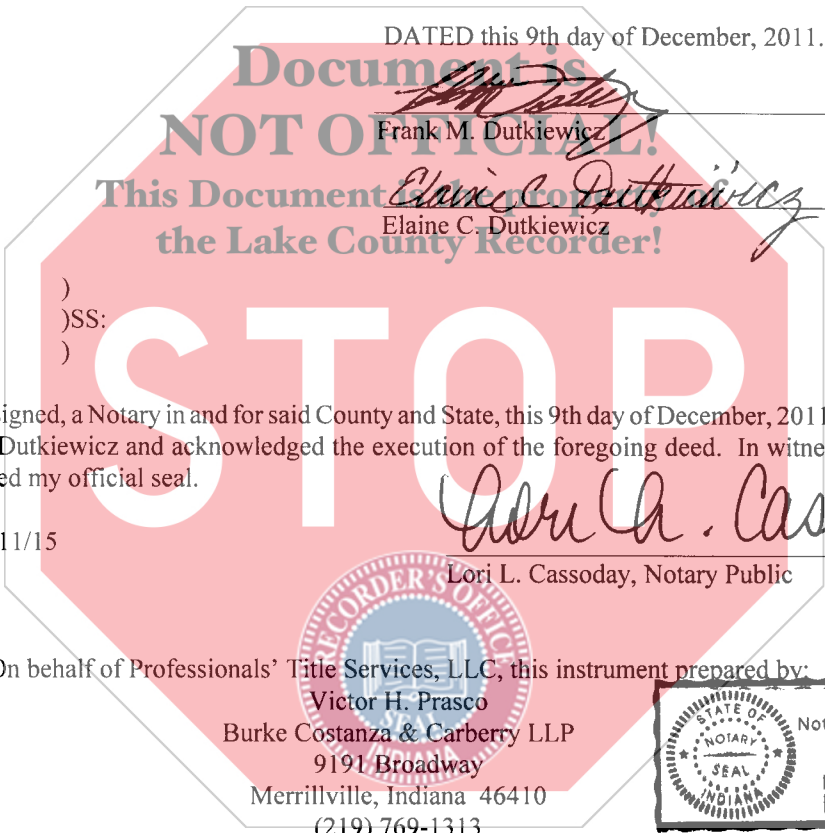 DATED this 9th day of December, 2011.
Document is
NOT OFFICIAL!
Frank M. Dutkiewicz
This Document is the property of
the Lake County Recorder!
Elaine C. Dutkiewicz
Elaine C. Dutkiewicz
)
)SS:
)
STOP
signed, a Notary in and for said County and State, this 9th day of December, 2011
Dutkiewicz and acknowledged the execution of the foregoing deed. In witne
ed my official seal.
11/15
Lori L. Cassoday, Notary Public
RECORDER'S OFFICE
SEAL
INDIANA
On behalf of Professionals' Title Services, LLC, this instrument prepared by:
Victor H. Prasco
Burke Costanza & Carberry LLP
9191 Broadway
Merrillville, Indiana 46410
(219) 769-1313
STATE OF
NOTARY
SEAL
INDIANA
Not